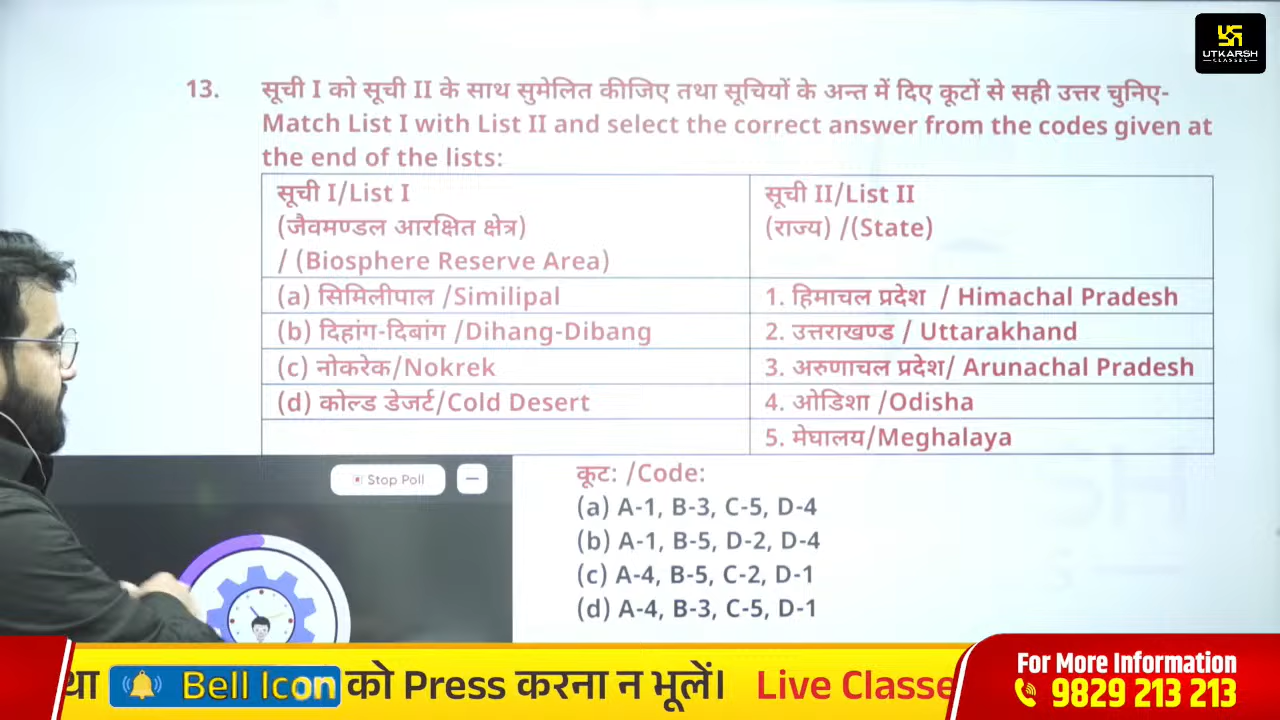 UTKARSH
CLASSES
13. सूची I को सूची II के साथ सुमेलित कीजिए तथा सूचियों के अन्त में दिए कूटों से सही उत्तर चुनिए-
Match List I with List II and select the correct answer from the codes given at
the end of the lists:
सूची I/List I
(जैवमण्डल आरक्षित क्षेत्र)
/ (Biosphere Reserve Area)
सूची II/List II
(राज्य) /(State)
(a) सिमिलीपाल /Similipal
1. हिमाचल प्रदेश / Himachal Pradesh
(b) दिहांग-दिबांग /Dihang-Dibang
2. उत्तराखण्ड / Uttarakhand
(c) नोकरेक/Nokrek
3. अरुणाचल प्रदेश/ Arunachal Pradesh
(d) कोल्ड डेजर्ट/Cold Desert
4. ओडिशा /Odisha
5. मेघालय/Meghalaya
Stop Poll
कूट: /Code:
(a) A-1, B-3, C-5, D-4
(b) A-1, B-5, D-2, D-4
(c) A-4, B-5, C-2, D-1
(d) A-4, B-3, C-5, D-1
था Bell Icon को Press करना न भूलें। Live Classe
For More Information
9829 213 213